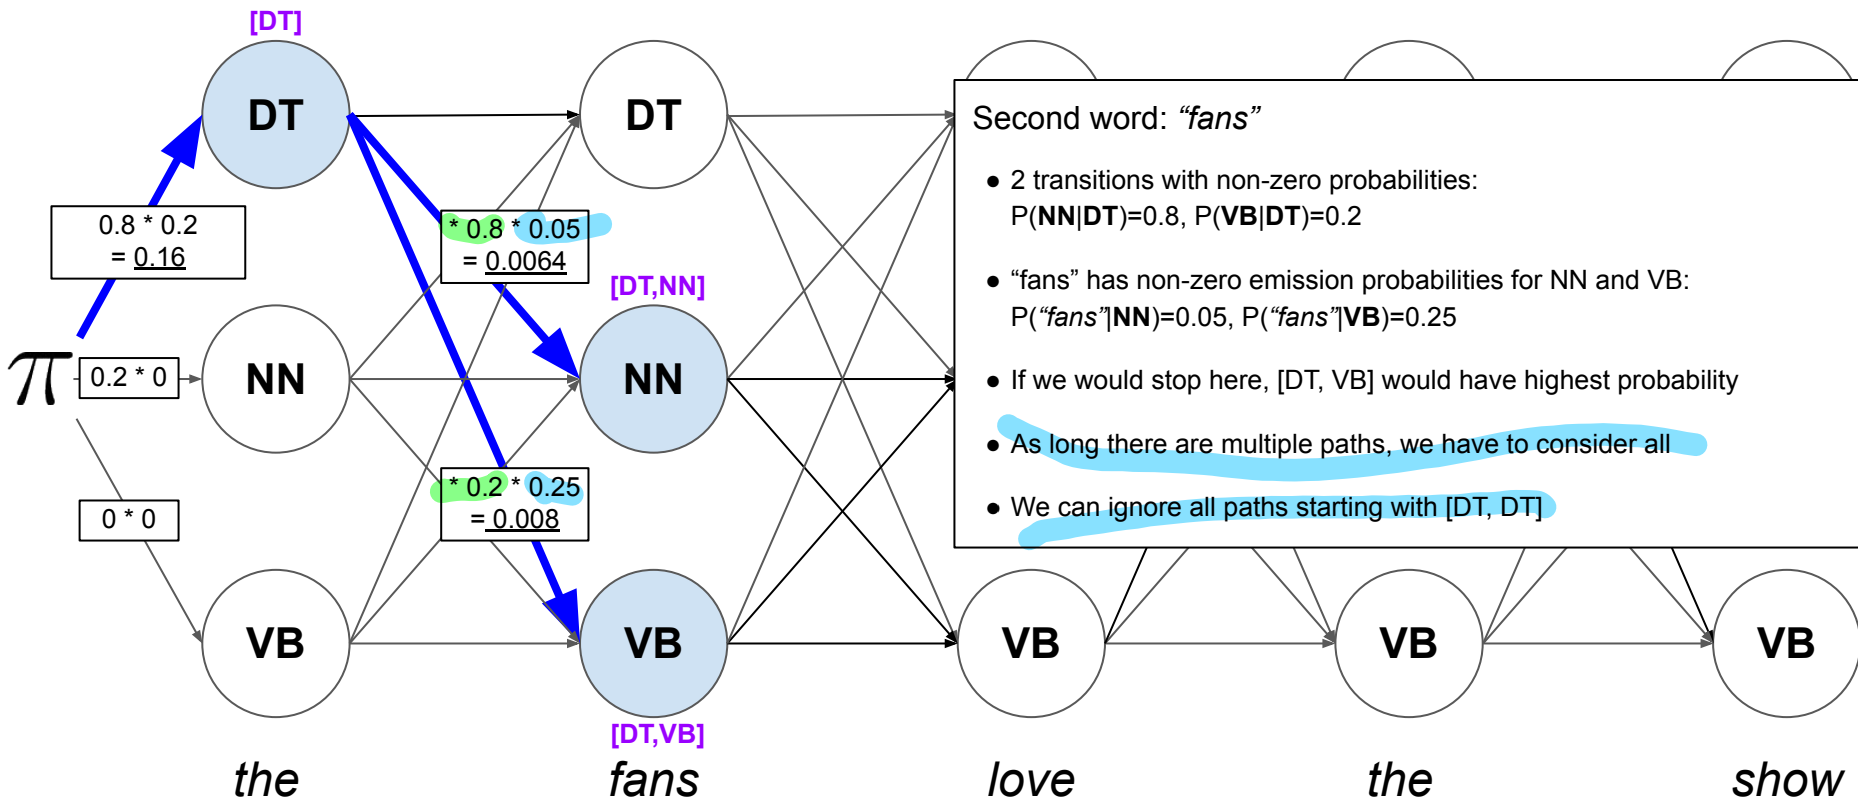 [DT]
DT
DT
0.8 * 0.2
= 0.16
* 0.8 * 0.05
= 0.0064
[DT,NN]
π
0.2 * 0
NN
NN
0 * 0
* 0.2 * 0.25
= 0.008
VB
VB
VB
VB
VB
[DT,VB]
Second word: “fans”
● 2 transitions with non-zero probabilities:
P(NN|DT)=0.8, P(VB|DT)=0.2
● “fans” has non-zero emission probabilities for NN and VB:
P(“fans”|NN)=0.05, P(“fans”|VB)=0.25
● If we would stop here, [DT, VB] would have highest probability
● As long there are multiple paths, we have to consider all
● We can ignore all paths starting with [DT, DT]
the fans love the show